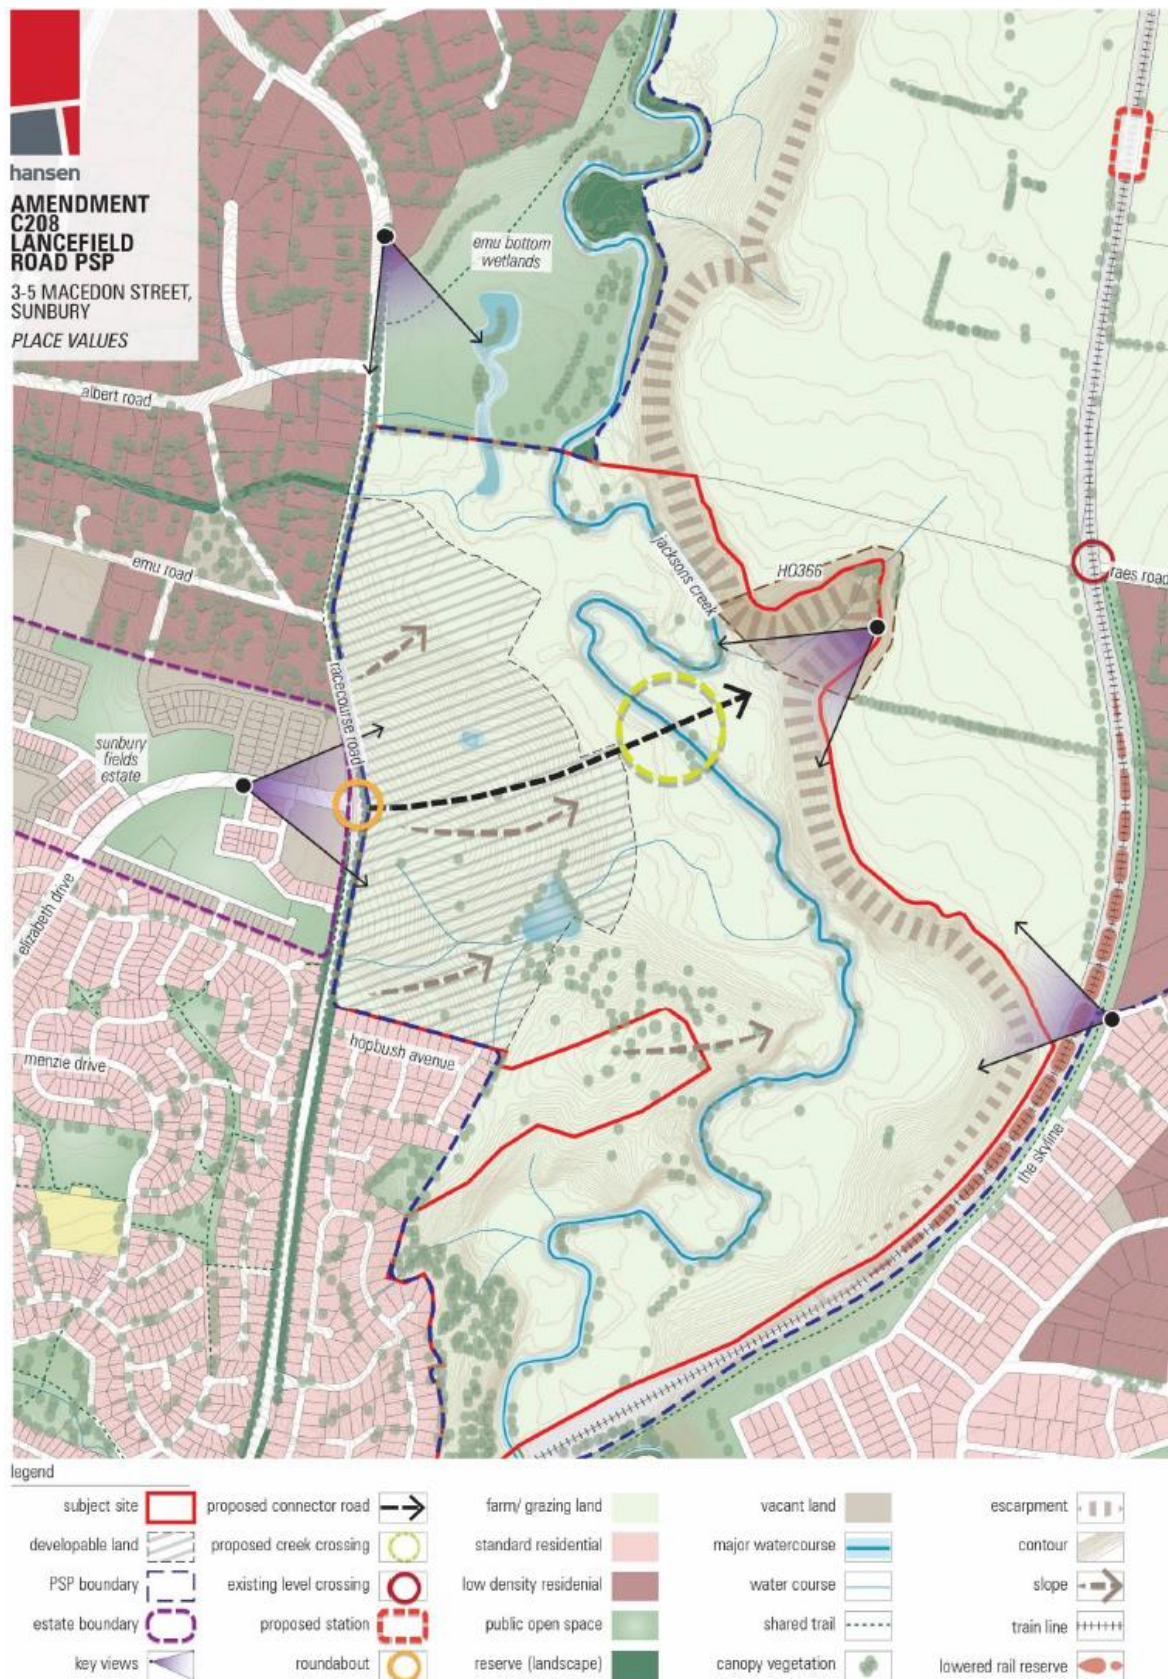 hansen
AMENDMENT
C208
LANCEFIELD
ROAD PSP
3-5 MACEDON STREET,
SUNBURY
PLACE VALUES
emu bottom
wetlands
albert road
emu road
jacksons creek
HO366
raes road
racecourse road
sunbury
fields
estate
elizabeth drive
menzie drive
hopbush avenue
the skyline
legend
subject site
proposed connector road
farm/ grazing land
vacant land
escarpment
developable land
proposed creek crossing
standard residential
major watercourse
contour
PSP boundary
existing level crossing
low density residenial
water course
slope
estate boundary
proposed station
public open space
shared trail
train line
key views
roundabout
reserve (landscape)
canopy vegetation
lowered rail reserve